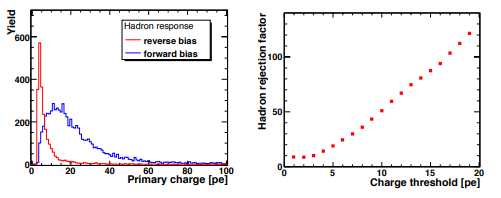 Yield
600
400
200
0
Hadron response
reverse bias
forward bias
0 20 40 60 80 100
Primary charge [pe]
Hadron rejection factor
100
50
0
0 5 10 15 20
Charge threshold [pe]